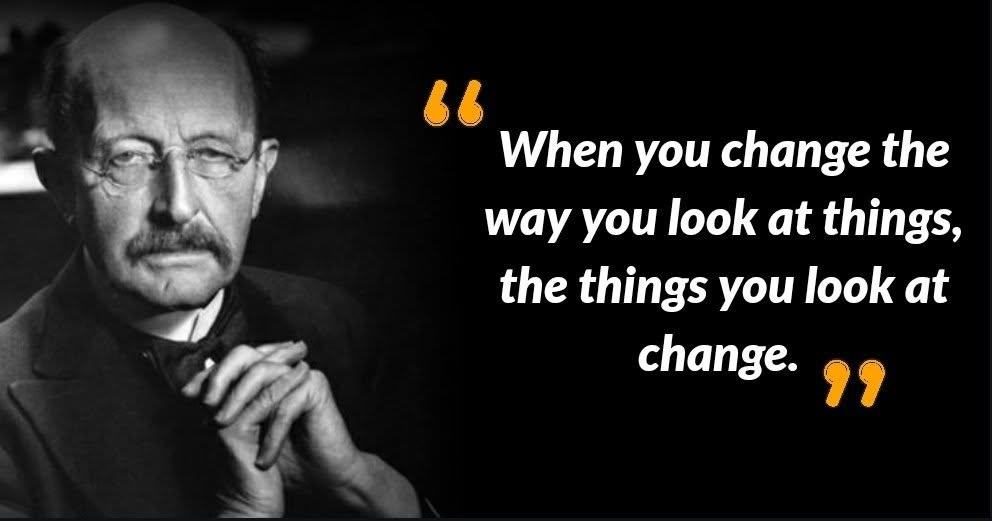 “When you change the
way you look at things,
the things you look at
change.”